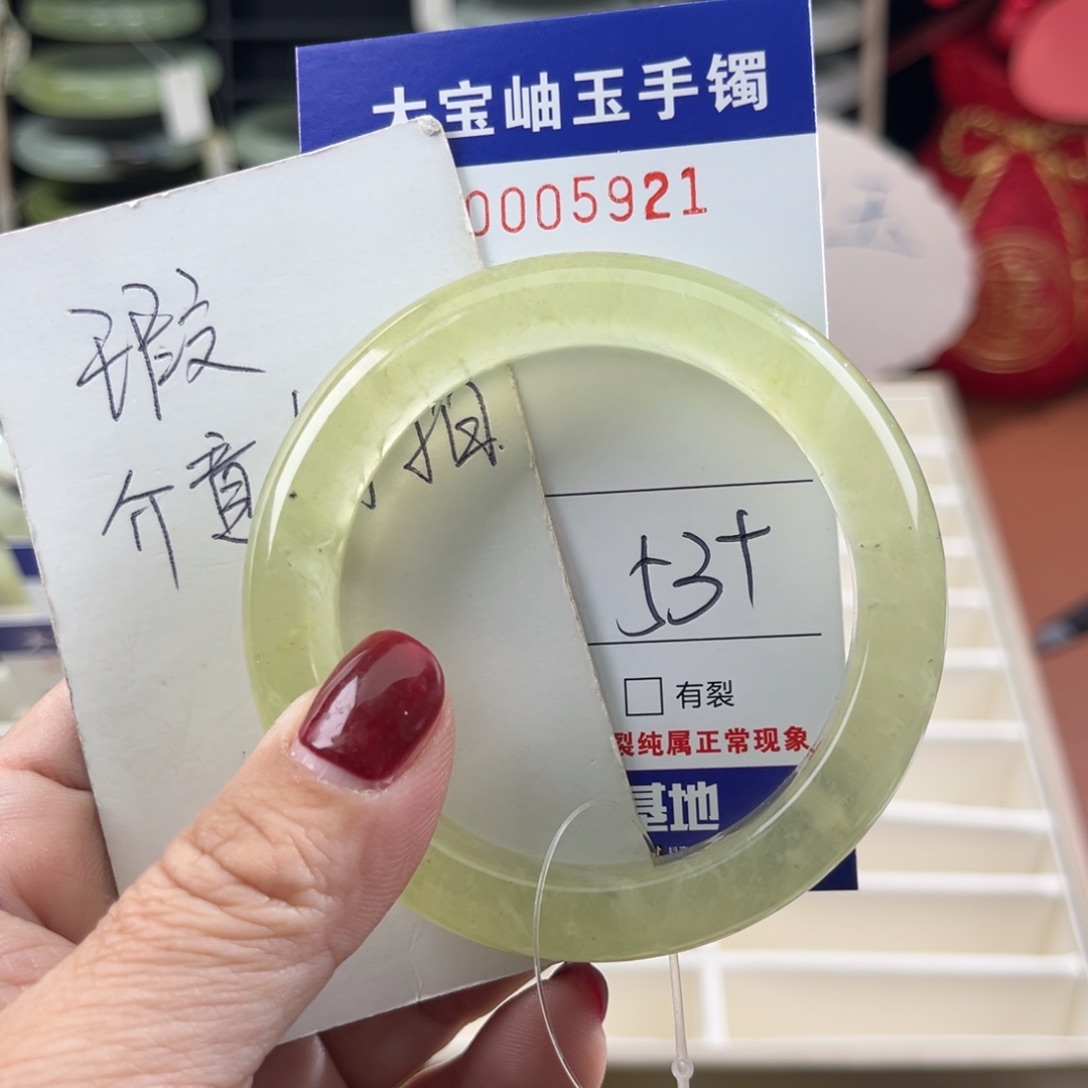 大宝岫玉手镯
0005921
瑕
介意 拍
53+
□有裂
裂纯属正常现象
基地